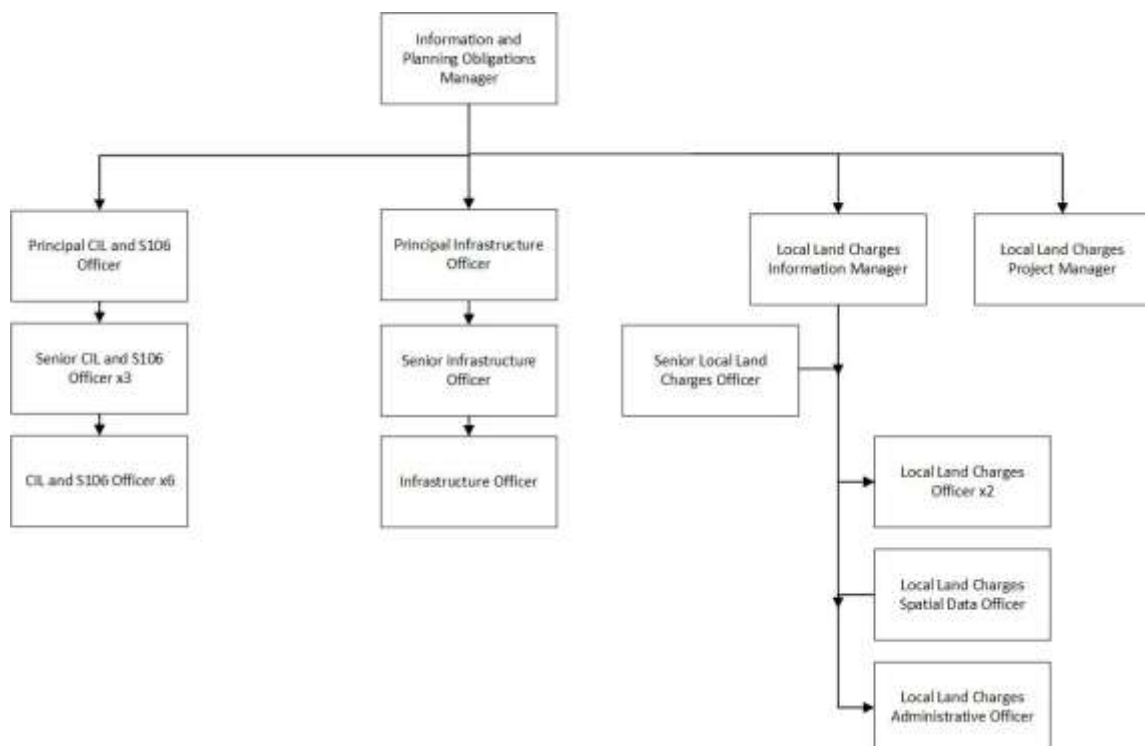 Information and
Planning Obligations
Manager
Principal CIL and S106
Officer
Principal Infrastructure
Officer
Local Land Charges
Information Manager
Local Land Charges
Project Manager
Senior CIL and S106
Officer x3
Senior Infrastructure
Officer
Senior Local Land
Charges Officer
CIL and S106 Officer x6
Infrastructure Officer
Local Land Charges
Officer x2
Local Land Charges
Spatial Data Officer
Local Land Charges
Administrative Officer